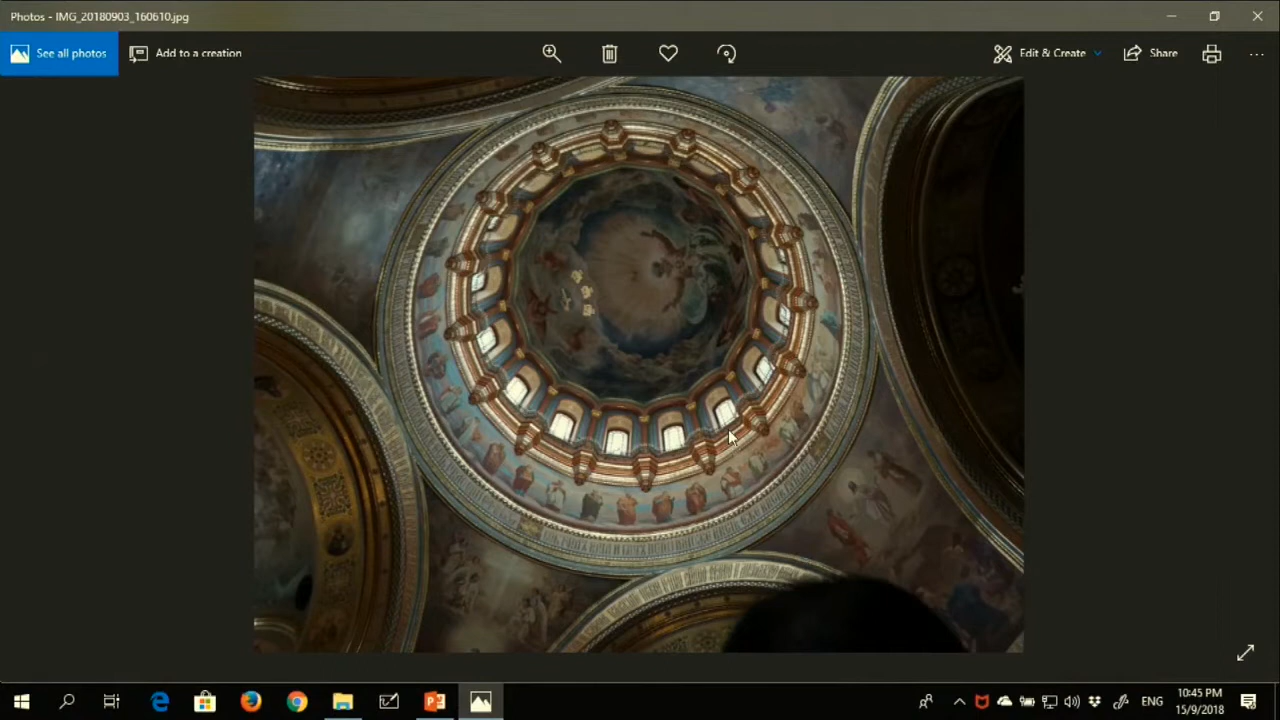 Photos - IMG_20180903_160610.jpg
See all photos
Add to a creation
Edit & Create
Share
ENG
10:45 PM
15/9/2018